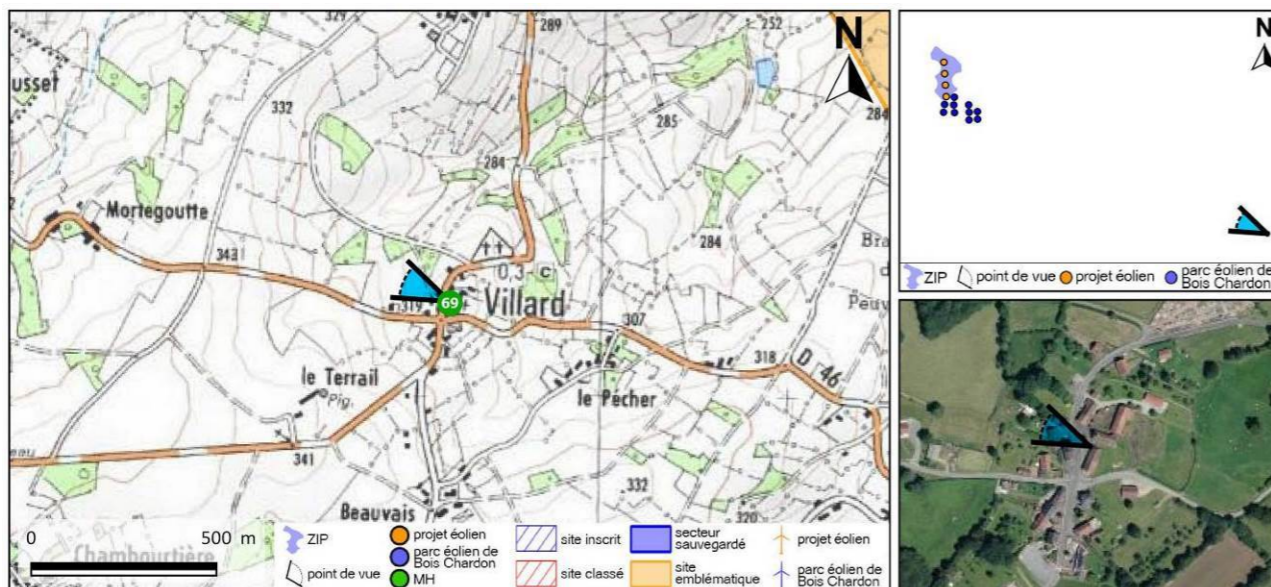 329
289
252
N
usset
332
285
284
284
Mortegoutte
343
284
0,3 - C
Bra
69
319
Villard
Peuv
307
le Terrail
Pig.
318
D 46
le Pécher
341
eau
332
Beauvais
320
Chambourtière
0 500 m
ZIP
point de vue
projet éolien
parc éolien de
Bois Chardon
MH
site inscrit
site classé
secteur
sauvegardé
site
emblématique
projet éolien
parc éolien
de Bois Chardon
N
ZIP
point de vue
projet éolien
parc éolien de
Bois Chardon